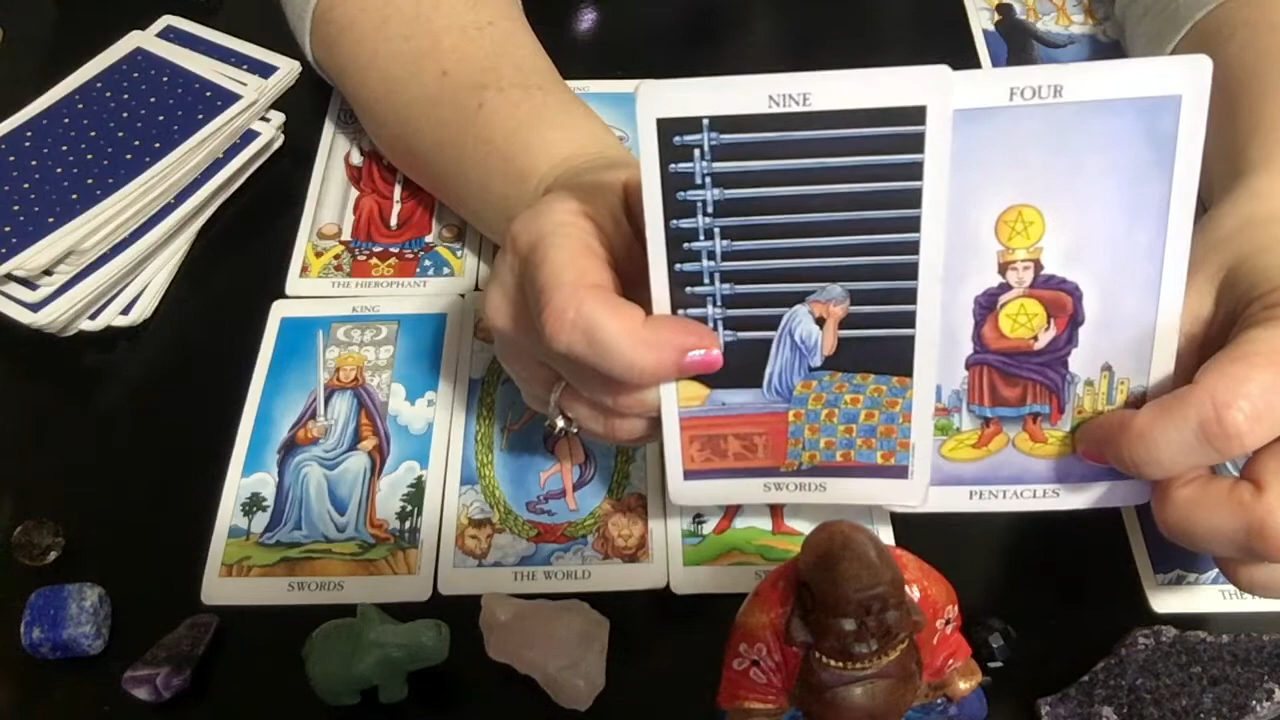 NINE
FOUR
SWORDS
PENTACLES
THE HIEROPHANT
KING
SWORDS
THE WORLD